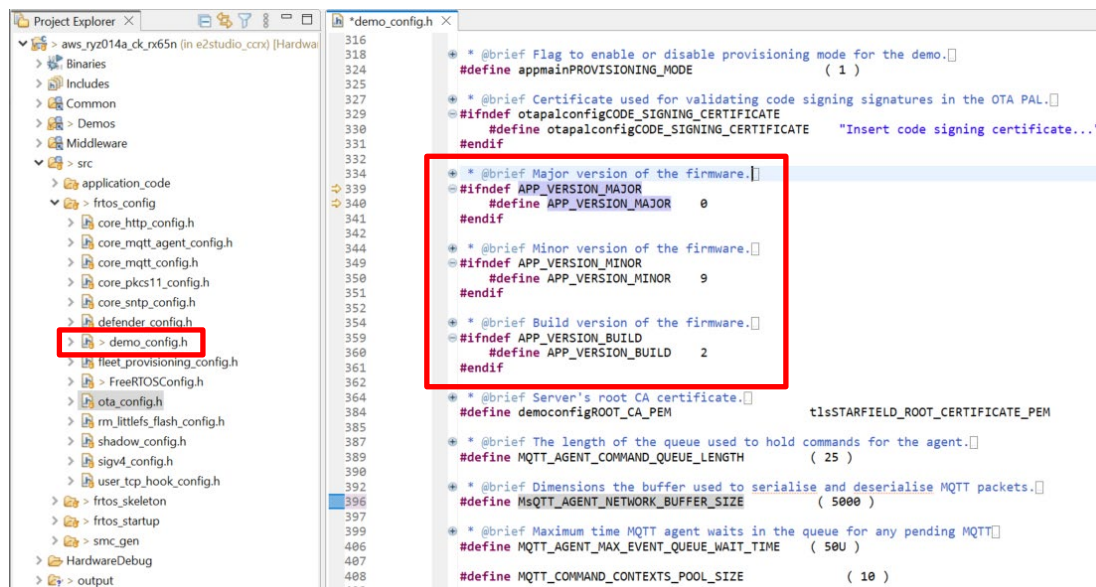 Project Explorer
aws_ryz014a_ck_rx65n (in e2studio_ccrx) [Hardwar
Binaries
Includes
Common
> Demos
Middleware
> src
application_code
> frtos_config
core_http_config.h
core_mqtt_agent_config.h
core_mqtt_config.h
core_pkcs11_config.h
core_sntp_config.h
defender_config.h
> demo_config.h
fleet_provisioning_config.h
> FreeRTOSConfig.h
ota_config.h
rm_littlefs_flash_config.h
shadow_config.h
sigv4_config.h
user_tcp_hook_config.h
> frtos_skeleton
> frtos_startup
> smc_gen
HardwareDebug
> output
*demo_config.h
316
318 * @brief Flag to enable or disable provisioning mode for the demo.
324 #define appmainPROVISIONING_MODE ( 1 )
325
327 * @brief Certificate used for validating code signing signatures in the OTA PAL.
329 #ifndef otapalconfigCODE_SIGNING_CERTIFICATE
330 #define otapalconfigCODE_SIGNING_CERTIFICATE "Insert code signing certificate..."
331 #endif
332
334 * @brief Major version of the firmware.
339 #ifndef APP_VERSION_MAJOR
340 #define APP_VERSION_MAJOR 0
341 #endif
342
344 * @brief Minor version of the firmware.
349 #ifndef APP_VERSION_MINOR
350 #define APP_VERSION_MINOR 9
351 #endif
352
354 * @brief Build version of the firmware.
359 #ifndef APP_VERSION_BUILD
360 #define APP_VERSION_BUILD 2
361 #endif
362
364 * @brief Server's root CA certificate.
384 #define democonfigROOT_CA_PEM tlsSTARFIELD_ROOT_CERTIFICATE_PEM
385
387 * @brief The length of the queue used to hold commands for the agent.
389 #define MQTT_AGENT_COMMAND_QUEUE_LENGTH ( 25 )
390
392 * @brief Dimensions the buffer used to serialise and deserialise MQTT packets.
396 #define MsQTT_AGENT_NETWORK_BUFFER_SIZE ( 5000 )
397
399 * @brief Maximum time MQTT agent waits in the queue for any pending MQTT
406 #define MQTT_AGENT_MAX_EVENT_QUEUE_WAIT_TIME ( 50U )
407
408 #define MQTT_COMMAND_CONTEXTS_POOL_SIZE ( 10 )